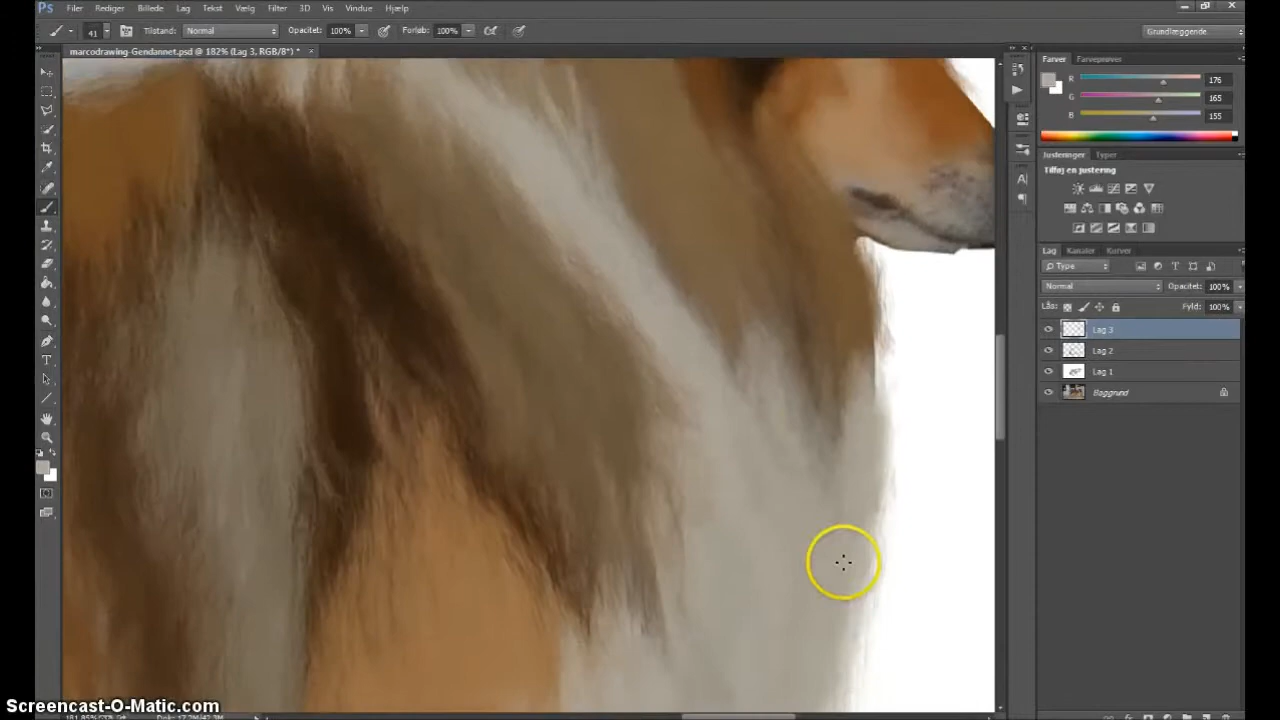 Ps Filer Rediger Billede Lag Tekst Vælg Filter 3D Vis Vindue Hjælp
41 Tilstand: Normal Opacitet: 100% Forløb: 100% Grundlæggende
marcodrawing-Gendannet.psd @ 182% (Lag 3, RGB/8*) *
Farver Farveprøver
R 176
G 165
B 155
Justeringer Typer
Tilføj en justering
Lag Kanaler Kurver
Type
Normal Opacitet: 100%
Lås: Fyld: 100%
Lag 3
Lag 2
Lag 1
Baggrund
Screencast-O-Matic.com